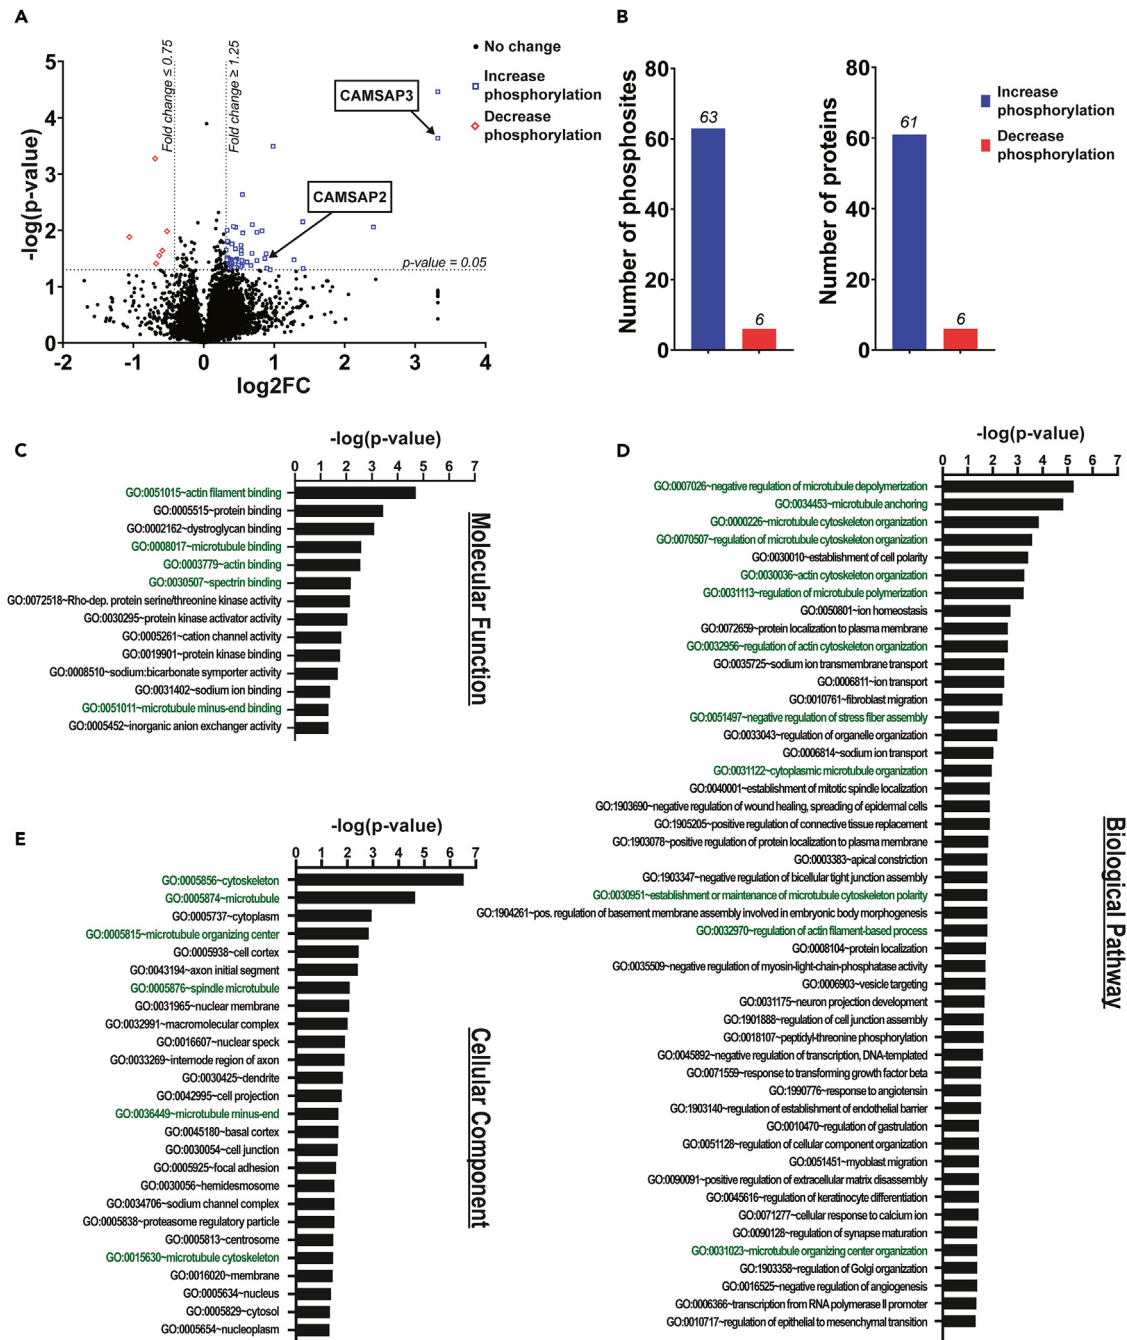 A
Fold change ≤ 0.75
Fold change ≥ 1.25
No change
Increase
phosphorylation
Decrease
phosphorylation
CAMSAP3
CAMSAP2
p-value = 0.05
-log(p-value)
5
4
3
2
1
0
-2
-1
0
1
2
3
4
log2FC
B
Number of phosphosites
80
60
40
20
0
63
6
Number of proteins
80
60
40
20
0
61
6
Increase
phosphorylation
Decrease
phosphorylation
C
-log(p-value)
0 1 2 3 4 5 6 7
GO:0051015~actin filament binding
GO:0005515~protein binding
GO:0002162~dystroglycan binding
GO:0008017~microtubule binding
GO:0003779~actin binding
GO:0030507~spectrin binding
GO:0072518~Rho-dep. protein serine/threonine kinase activity
GO:0030295~protein kinase activator activity
GO:0005261~cation channel activity
GO:0019901~protein kinase binding
GO:0008510~sodium:bicarbonate symporter activity
GO:0031402~sodium ion binding
GO:0051011~microtubule minus-end binding
GO:0005452~inorganic anion exchanger activity
Molecular Function
D
-log(p-value)
0 1 2 3 4 5 6 7
GO:0007026~negative regulation of microtubule depolymerization
GO:0034453~microtubule anchoring
GO:0000226~microtubule cytoskeleton organization
GO:0070507~regulation of microtubule cytoskeleton organization
GO:0030010~establishment of cell polarity
GO:0030036~actin cytoskeleton organization
GO:0031113~regulation of microtubule polymerization
GO:0050801~ion homeostasis
GO:0072659~protein localization to plasma membrane
GO:0032956~regulation of actin cytoskeleton organization
GO:0035725~sodium ion transmembrane transport
GO:0006811~ion transport
GO:0010761~fibroblast migration
GO:0051497~negative regulation of stress fiber assembly
GO:0033043~regulation of organelle organization
GO:0006814~sodium ion transport
GO:0031122~cytoplasmic microtubule organization
GO:0040001~establishment of mitotic spindle localization
GO:1903690~negative regulation of wound healing, spreading of epidermal cells
GO:1905205~positive regulation of connective tissue replacement
GO:1903078~positive regulation of protein localization to plasma membrane
GO:0003383~apical constriction
GO:1903347~negative regulation of bicellular tight junction assembly
GO:0030951~establishment or maintenance of microtubule cytoskeleton polarity
GO:1904261~pos. regulation of basement membrane assembly involved in embryonic body morphogenesis
GO:0032970~regulation of actin filament-based process
GO:0008104~protein localization
GO:0035509~negative regulation of myosin-light-chain-phosphatase activity
GO:0006903~vesicle targeting
GO:0031175~neuron projection development
GO:1901888~regulation of cell junction assembly
GO:0018107~peptidyl-threonine phosphorylation
GO:0045892~negative regulation of transcription, DNA-templated
GO:0071559~response to transforming growth factor beta
GO:1990776~response to angiotensin
GO:1903140~regulation of establishment of endothelial barrier
GO:0010470~regulation of gastrulation
GO:0051128~regulation of cellular component organization
GO:0051451~myoblast migration
GO:0090091~positive regulation of extracellular matrix disassembly
GO:0045616~regulation of keratinocyte differentiation
GO:0071277~cellular response to calcium ion
GO:0090128~regulation of synapse maturation
GO:0031023~microtubule organizing center organization
GO:1903358~regulation of Golgi organization
GO:0016525~negative regulation of angiogenesis
GO:0006366~transcription from RNA polymerase II promoter
GO:0010717~regulation of epithelial to mesenchymal transition
Biological Pathway
E
-log(p-value)
0 1 2 3 4 5 6 7
GO:0005856~cytoskeleton
GO:0005874~microtubule
GO:0005737~cytoplasm
GO:0005815~microtubule organizing center
GO:0005938~cell cortex
GO:0043194~axon initial segment
GO:0005876~spindle microtubule
GO:0031965~nuclear membrane
GO:0032991~macromolecular complex
GO:0016607~nuclear speck
GO:0033269~internode region of axon
GO:0030425~dendrite
GO:0042995~cell projection
GO:0036449~microtubule minus-end
GO:0045180~basal cortex
GO:0030054~cell junction
GO:0005925~focal adhesion
GO:0030056~hemidesmosome
GO:0034706~sodium channel complex
GO:0005838~proteasome regulatory particle
GO:0005813~centrosome
GO:0015630~microtubule cytoskeleton
GO:0016020~membrane
GO:0005634~nucleus
GO:0005829~cytosol
GO:0005654~nucleoplasm
Cellular Component